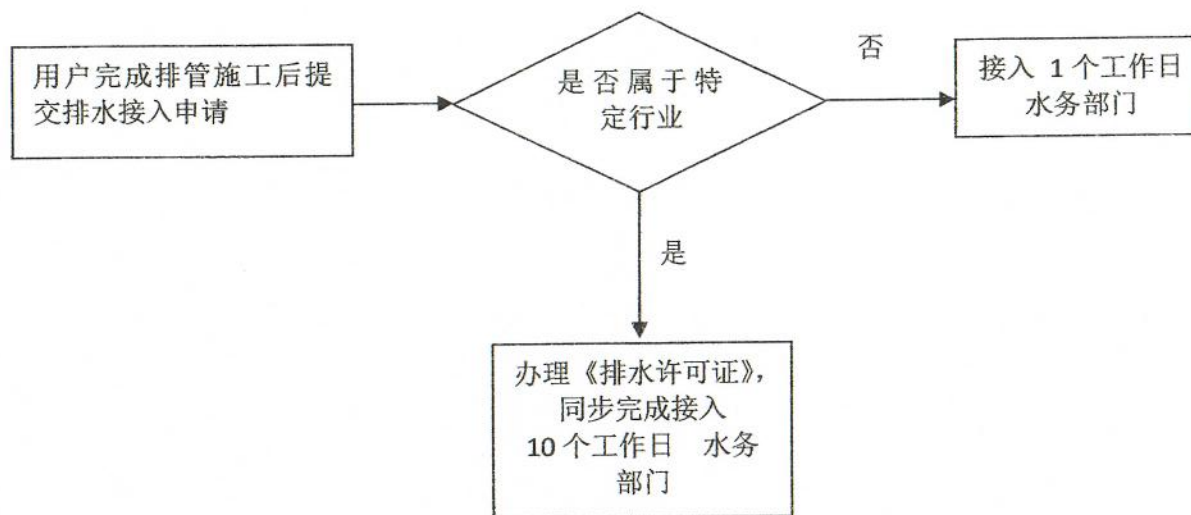 用户完成排管施工后提
交排水接入申请
是否属于特
定行业
否
接入 1 个工作日
水务部门
是
办理《排水许可证》，
同步完成接入
10 个工作日 水务
部门